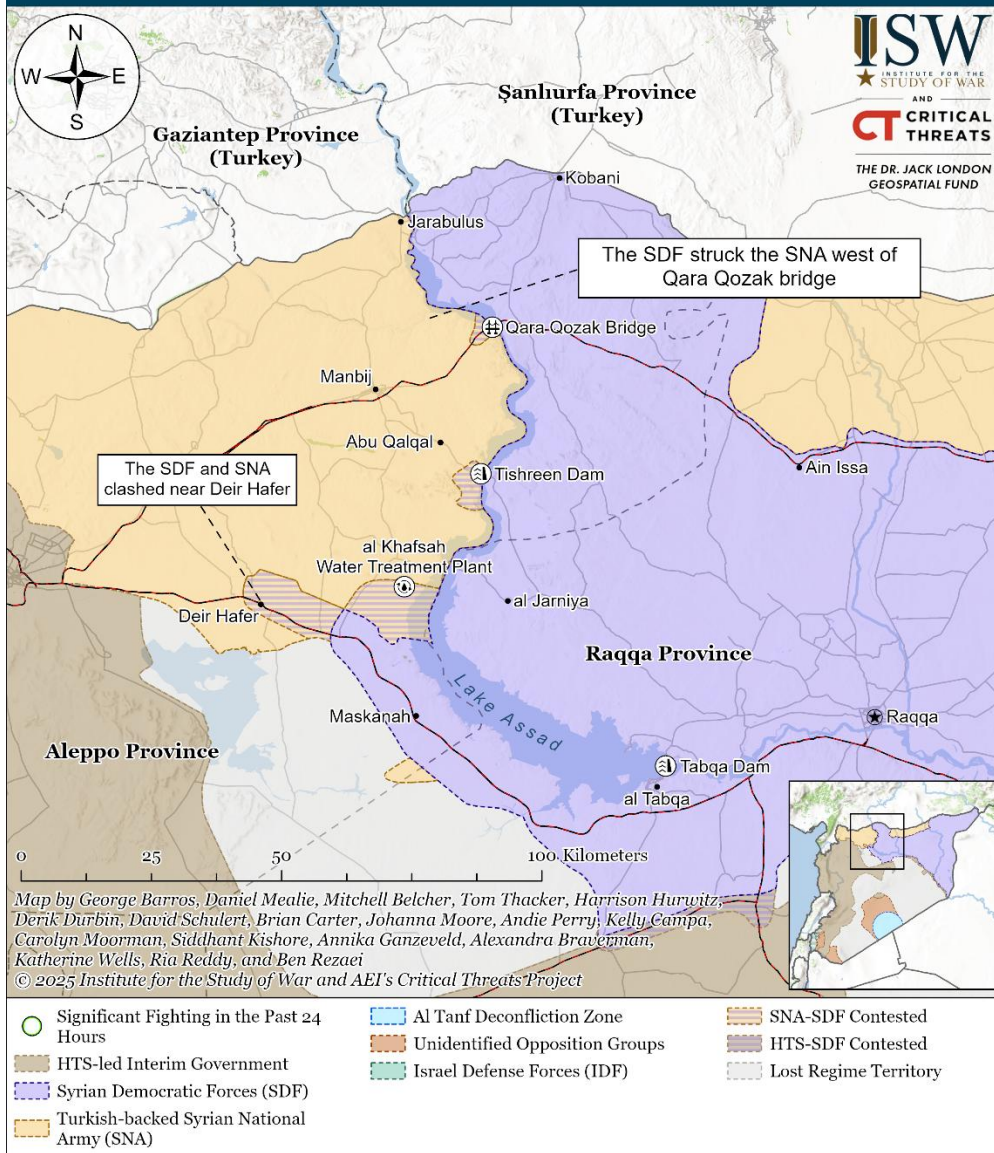 N
W
E
S
ISW
INSTITUTE FOR THE
STUDY OF WAR
AND
CT CRITICAL
THREATS
THE DR. JACK LONDON
GEOSPATIAL FUND
Şanlıurfa Province
(Turkey)
Gaziantep Province
(Turkey)
Kobani
Jarabulus
The SDF struck the SNA west of
Qara Qozak bridge
Qara-Qozak Bridge
Manbij
Abu Qalqal
Ain Issa
The SDF and SNA
clashed near Deir Hafer
Tishreen Dam
al Khafsah
Water Treatment Plant
Deir Hafer
al Jarniya
Raqqa Province
Lake Assad
Maskanah
Raqqa
Aleppo Province
Tabqa Dam
al Tabqa
0 25 50 100 Kilometers
Map by George Barros, Daniel Mealie, Mitchell Belcher, Tom Thacker, Harrison Hurwitz,
Derik Durbin, David Schulert, Brian Carter, Johanna Moore, Andie Perry, Kelly Campa,
Carolyn Moorman, Siddhant Kishore, Annika Ganzeveld, Alexandra Braverman,
Katherine Wells, Ria Reddy, and Ben Rezaei
© 2025 Institute for the Study of War and AEI's Critical Threats Project
Significant Fighting in the Past 24
Hours
HTS-led Interim Government
Syrian Democratic Forces (SDF)
Turkish-backed Syrian National
Army (SNA)
Al Tanf Deconfliction Zone
Unidentified Opposition Groups
Israel Defense Forces (IDF)
SNA-SDF Contested
HTS-SDF Contested
Lost Regime Territory